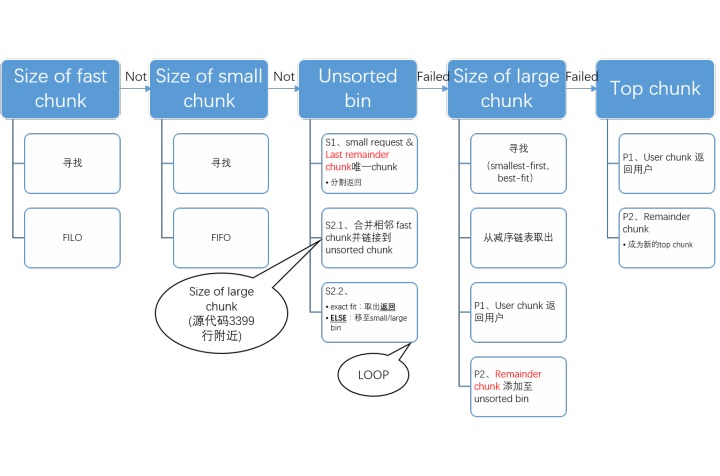 Size of fast
chunk
Not
Size of small
chunk
Not
Unsorted
bin
Failed
Size of large
chunk
Failed
Top chunk
寻找
FILO
寻找
FIFO
S1、small request &
Last remainder
chunk唯一chunk
• 分割返回
S2.1、合并相邻 fast
chunk并链接到
unsorted chunk
S2.2、
• exact fit：取出返回
• ELSE：移至small/large
bin
Size of large
chunk
(源代码3399
行附近)
LOOP
寻找
（smallest-first,
best-fit）
从减序链表取出
P1、User chunk 返
回用户
P2、Remainder
chunk 添加至
unsorted bin
P1、User chunk 返
回用户
P2、Remainder
chunk
• 成为新的top chunk